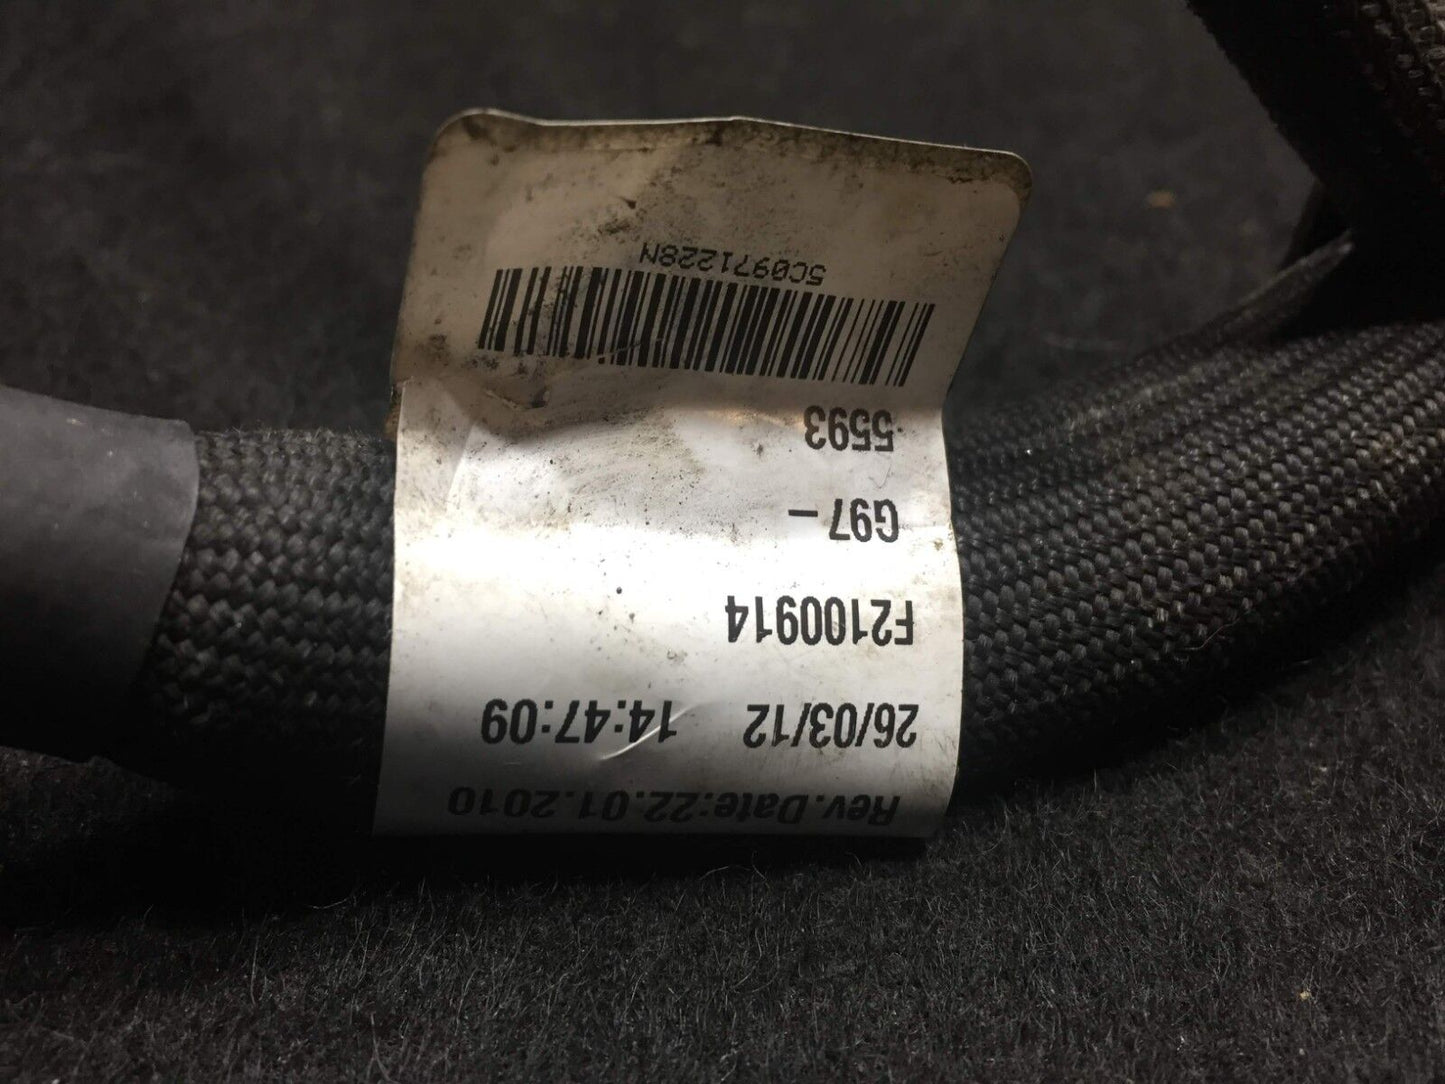 Rev.Date:22.01.2010
26/03/12 14:47:09
F2100914
G97 –
5593
5C0971228N